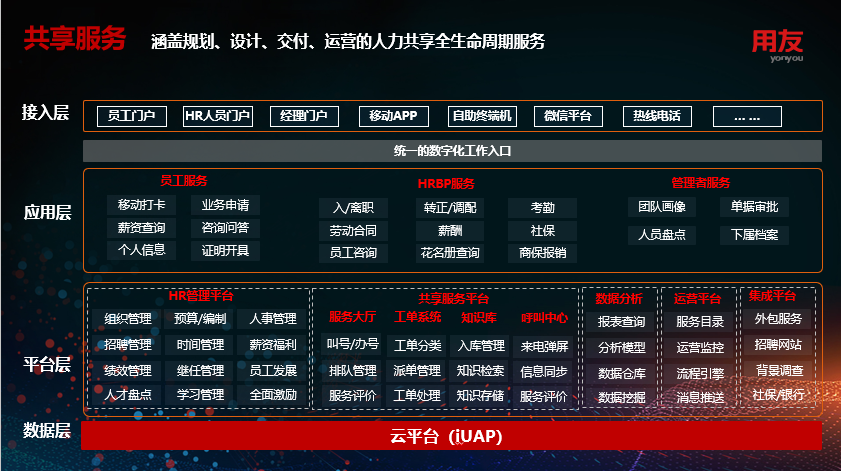 共享服务
涵盖规划、设计、交付、运营的人力共享全生命周期服务
用友
yonyou
接入层
员工门户 HR人员门户 经理门户 移动APP 自助终端机 微信平台 热线电话 ... ...
统一的数字化工作入口
应用层
员工服务 HRBP服务 管理者服务
移动打卡 业务申请 入/离职 转正/调配 考勤 团队画像 单据审批
薪资查询 咨询问答 劳动合同 薪酬 社保 人员盘点 下属档案
个人信息 证明开具 员工咨询 花名册查询 商保报销
平台层
HR管理平台 共享服务平台 数据分析 运营平台 集成平台
服务大厅 工单系统 知识库 呼叫中心
组织管理 预算/编制 人事管理 报表查询 服务目录 外包服务
招聘管理 时间管理 薪资福利 叫号/办号 工单分类 入库管理 来电弹屏 分析模型 运营监控 招聘网站
绩效管理 继任管理 员工发展 排队管理 派单管理 知识检索 信息同步 数据仓库 流程引擎 背景调查
人才盘点 学习管理 全面激励 服务评价 工单处理 知识存储 服务评价 数据挖掘 消息推送 社保/银行
数据层
云平台（iUAP）